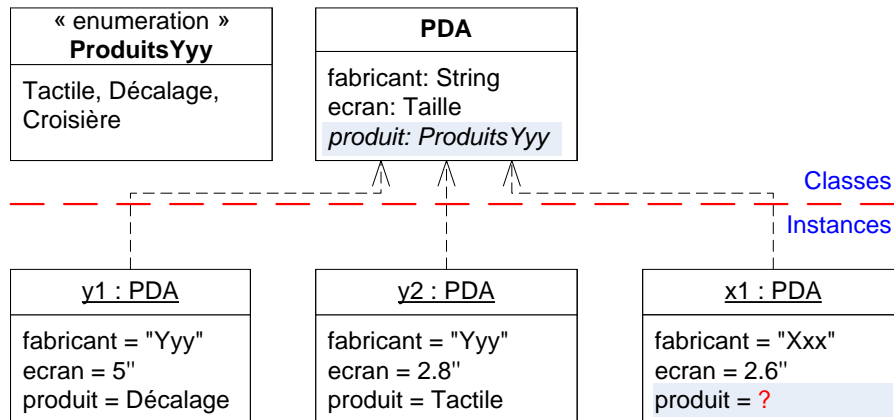 « enumeration »
ProduitsYyy
Tactile, Décalage,
Croisière
PDA
fabricant: String
ecran: Taille
produit: ProduitsYyy
Classes
Instances
y1 : PDA
fabricant = "Yyy"
ecran = 5"
produit = Décalage
y2 : PDA
fabricant = "Yyy"
ecran = 2.8"
produit = Tactile
x1 : PDA
fabricant = "Xxx"
ecran = 2.6"
produit = ?